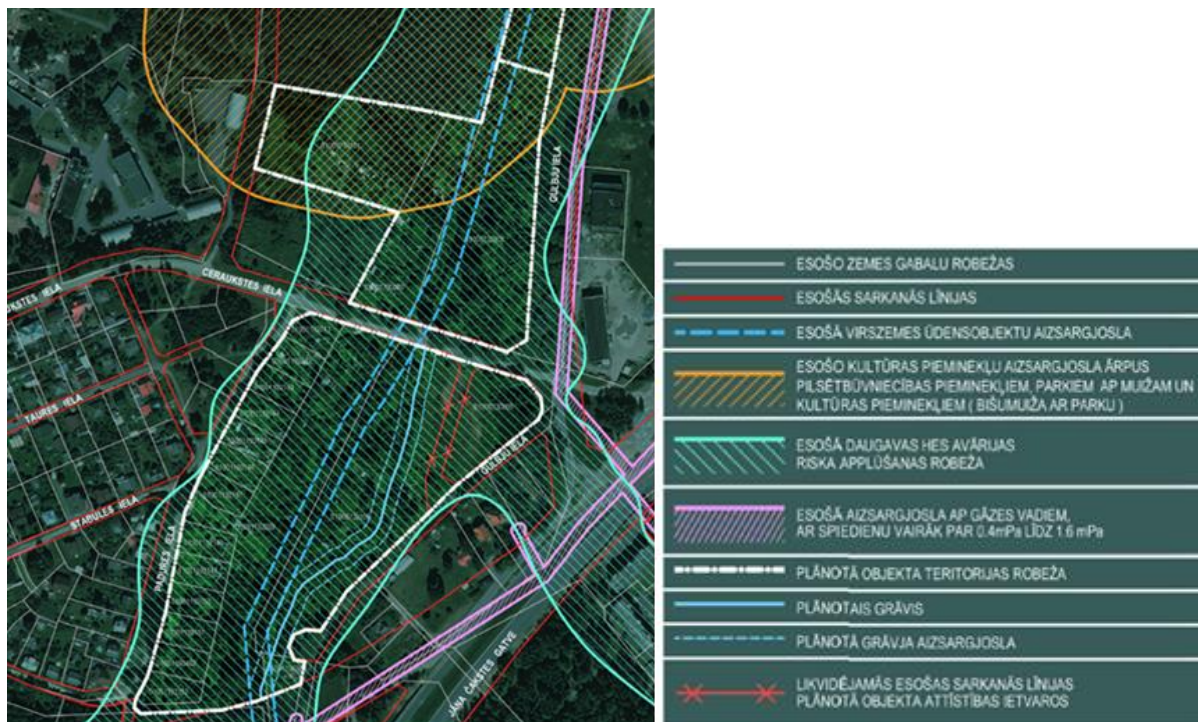 GULBJU IELA
CERAUKSTES IELA
KSTES IELA
TAURES IELA
STABULES IELA
PADURES IELA
GULBJU IELA
JĀŅA ČAKSTES GATVE
ESOŠO ZEMES GABALU ROBEŽAS
ESOŠĀS SARKANĀS LĪNIJAS
ESOŠĀ VIRSZEMES ŪDENSOBJEKTU AIZSARGJOSLA
ESOŠO KULTŪRAS PIEMINEKĻU AIZSARGJOSLA ĀRPUS
PILSĒTBŪVNIECĪBAS PIEMINEKĻIEM, PARKIEM AP MUIŽAM UN
KULTŪRAS PIEMINEKĻIEM ( BIŠUMUIŽA AR PARKU )
ESOŠĀ DAUGAVAS HES AVĀRIJAS
RISKA APPLŪŠANAS ROBEŽA
ESOŠĀ AIZSARGJOSLA AP GĀZES VADIEM,
AR SPIEDIENU VAIRĀK PAR 0.4mPa LĪDZ 1.6 mPa
PLĀNOTĀ OBJEKTA TERITORIJAS ROBEŽA
PLĀNOTAIS GRĀVIS
PLĀNOTĀ GRĀVJA AIZSARGJOSLA
LIKVIDĒJAMĀS ESOŠAS SARKANĀS LĪNIJAS
PLĀNOTĀ OBJEKTA ATTĪSTĪBAS IETVAROS